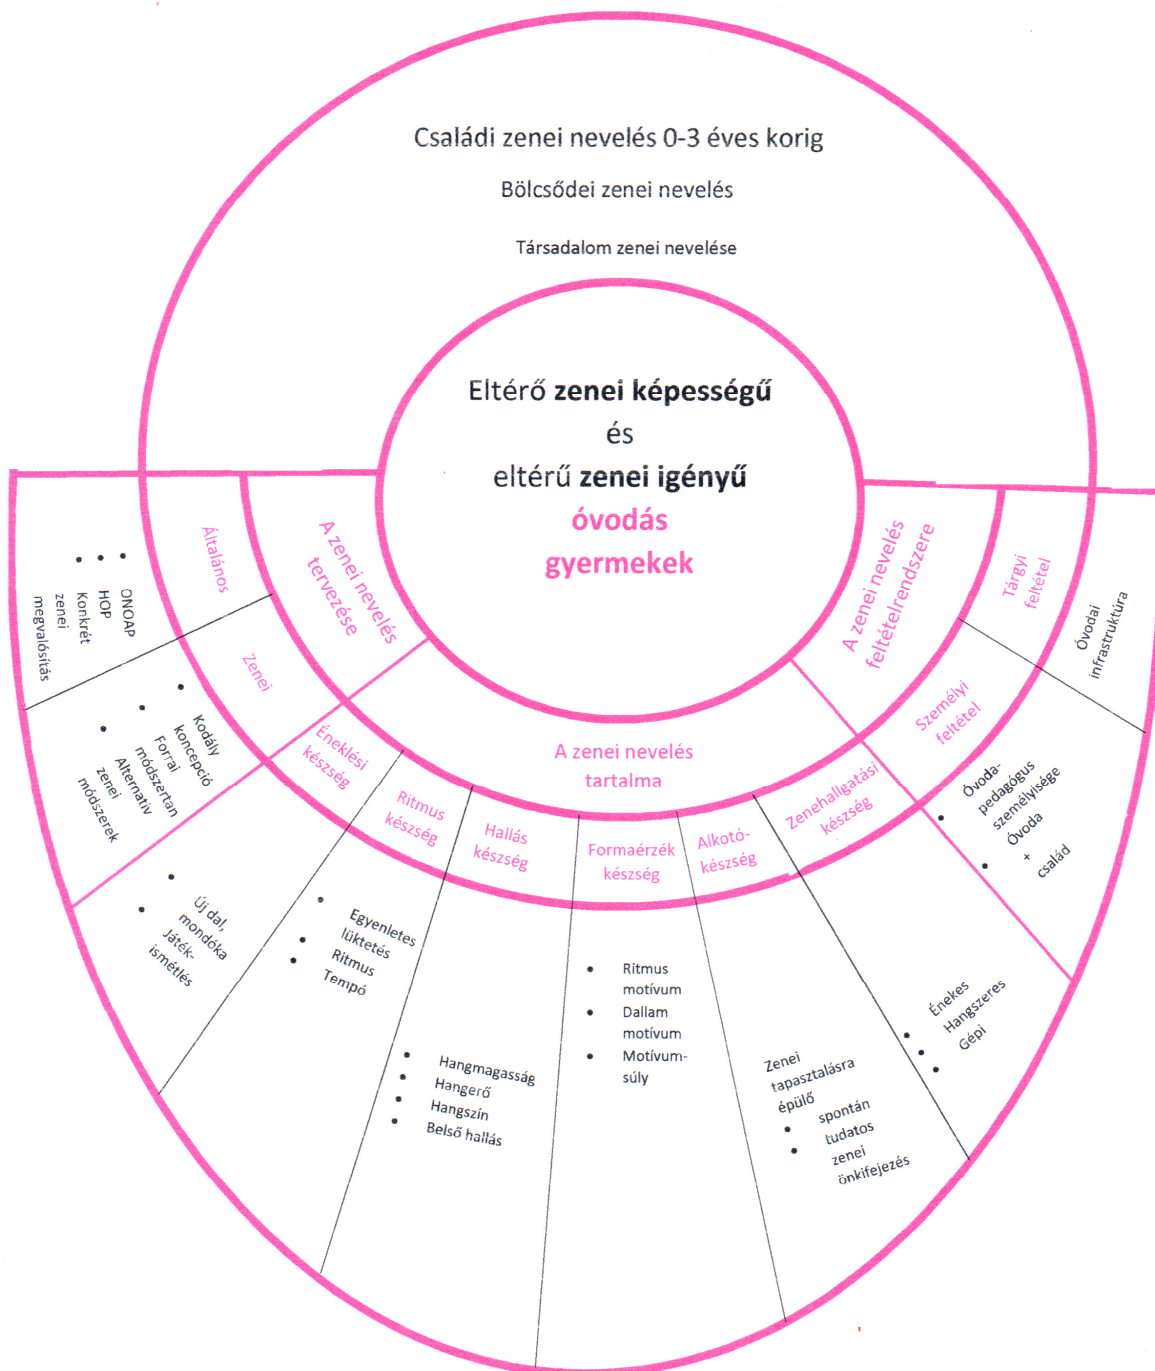 Családi zenei nevelés 0-3 éves korig
Bölcsődei zenei nevelés
Társadalom zenei nevelése
Eltérő zenei képességű
és
eltérű zenei igényű
óvodás
gyermekek
A zenei nevelés
tervezése
Általános
Zenei
• ONOAP
• HOP
• Konkrét
zenei
megvalósítás
• Kodály
koncepció
• Forrai
módszertan
• Alternatív
zenei
módszerek
A zenei nevelés
tartalma
Éneklési
készség
Ritmus
készség
Hallás
készség
Formaérzék
készség
Alkotó-
készség
Zenehallgatási
készség
• Új dal,
mondóka
• Játék-
ismétlés
• Egyenletes
lüktetés
• Ritmus
• Tempó
• Hangmagasság
• Hangerő
• Hangszín
• Belső hallás
• Ritmus
motívum
• Dallam
motívum
• Motívum-
súly
Zenei
tapasztalásra
épülő
• spontán
• tudatos
zenei
önkifejezés
• Énekes
• Hangszeres
• Gépi
A zenei nevelés
feltételrendszere
Tárgyi
feltétel
Személyi
feltétel
Óvodai
infrastruktúra
• Óvoda-
pedagógus
személyisége
• Óvoda
+
család